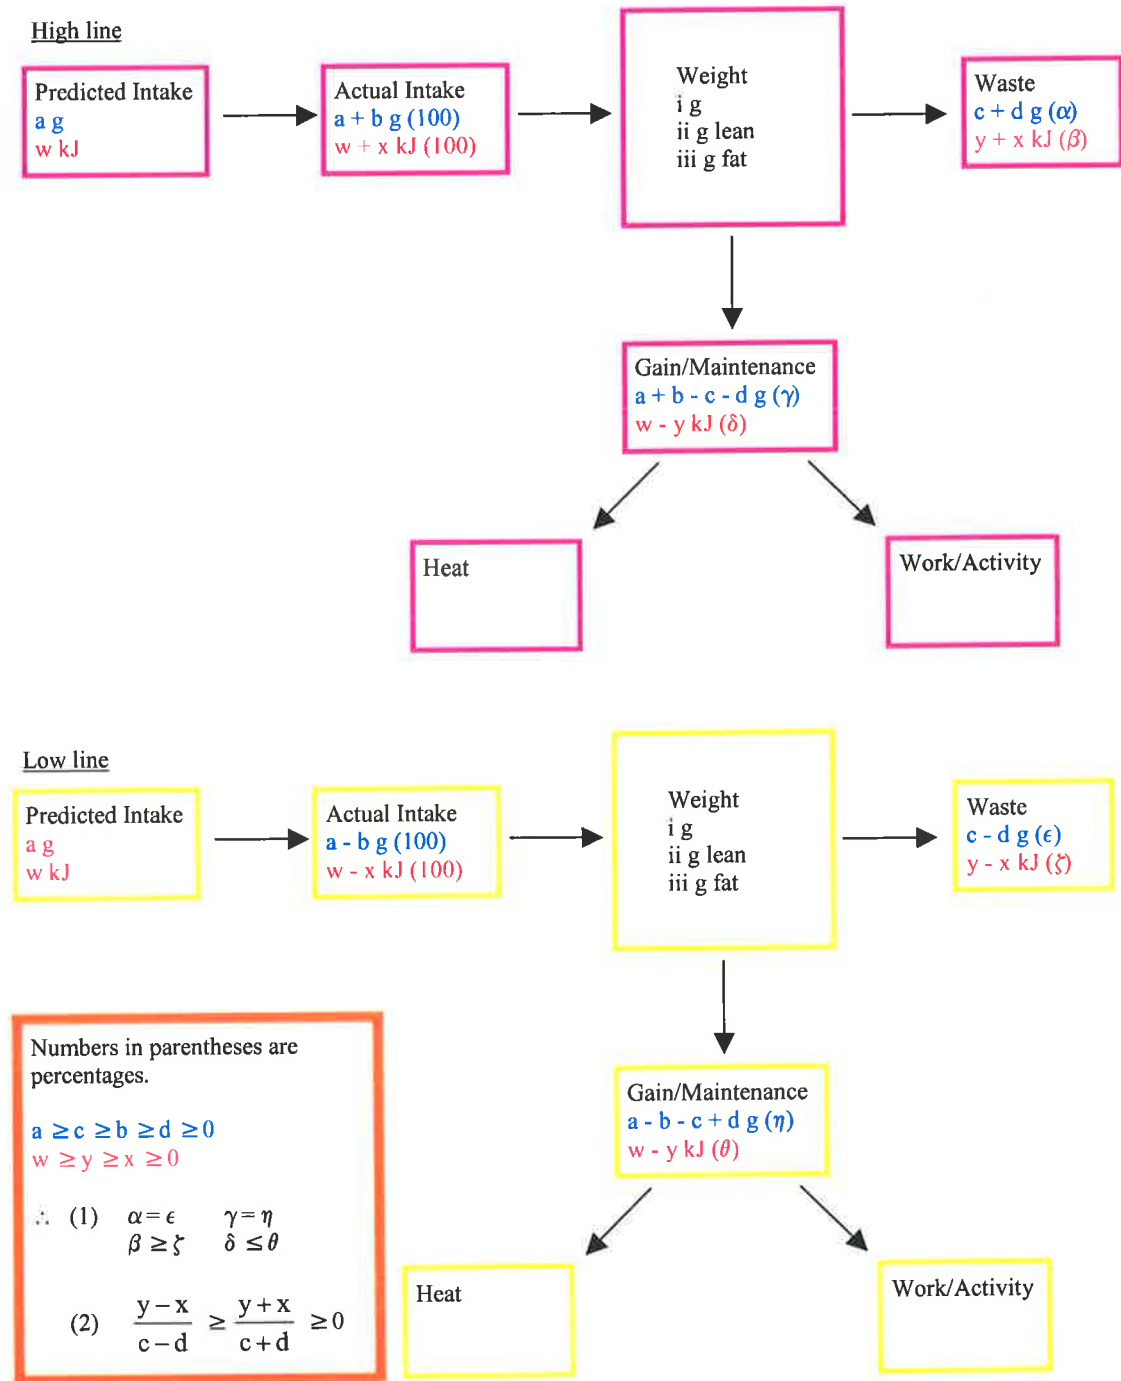 High line
Predicted Intake
a g
w kJ
Actual Intake
a + b g (100)
w + x kJ (100)
Weight
i g
ii g lean
iii g fat
Waste
c + d g (α)
y + x kJ (β)
Gain/Maintenance
a + b - c - d g (γ)
w - y kJ (δ)
Heat
Work/Activity
Low line
Predicted Intake
a g
w kJ
Actual Intake
a - b g (100)
w - x kJ (100)
Weight
i g
ii g lean
iii g fat
Waste
c - d g (ϵ)
y - x kJ (ζ)
Gain/Maintenance
a - b - c + d g (η)
w - y kJ (θ)
Heat
Work/Activity
Numbers in parentheses are
percentages.
a ≥ c ≥ b ≥ d ≥ 0
w ≥ y ≥ x ≥ 0
∴ (1) α = ϵ γ = η
β ≥ ζ δ ≤ θ
(2) (y − x)/(c − d) ≥ (y + x)/(c + d) ≥ 0